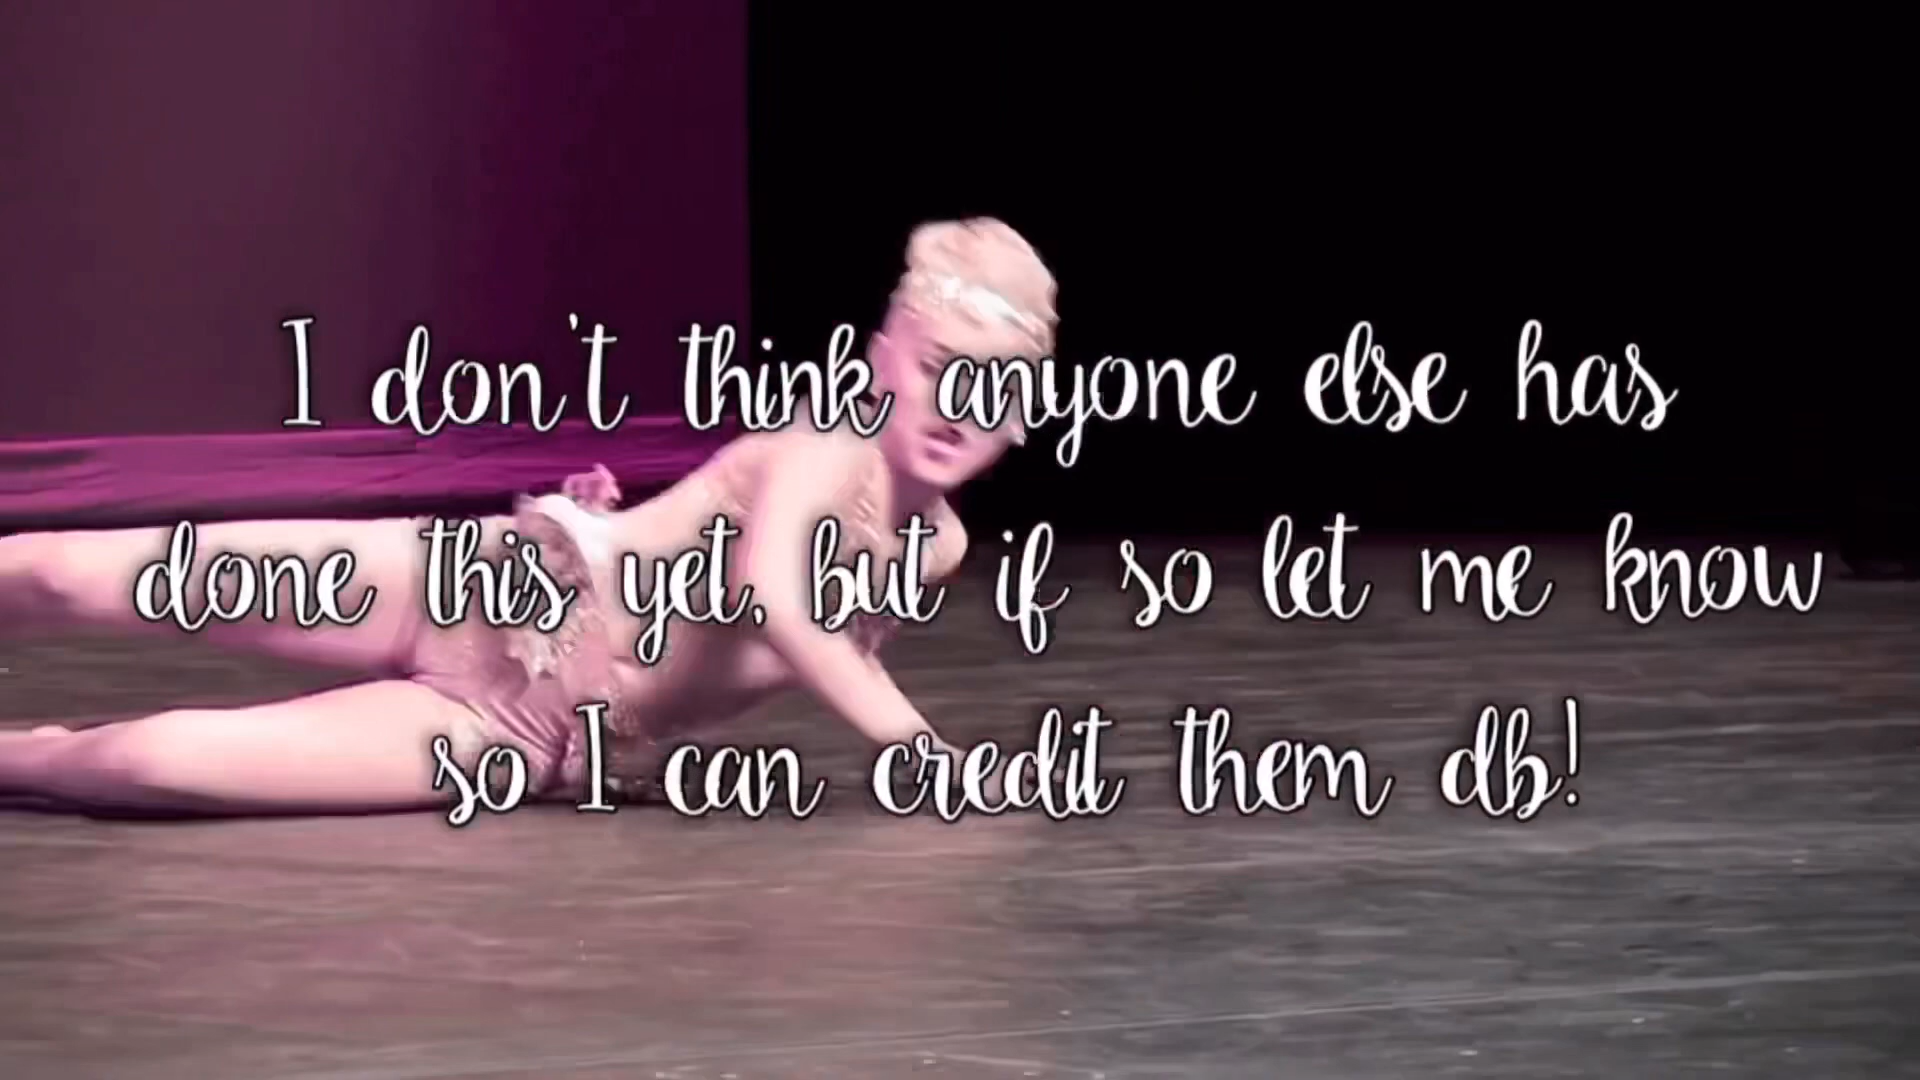 I don't think anyone else has
done this yet, but if so let me know
so I can credit them db!